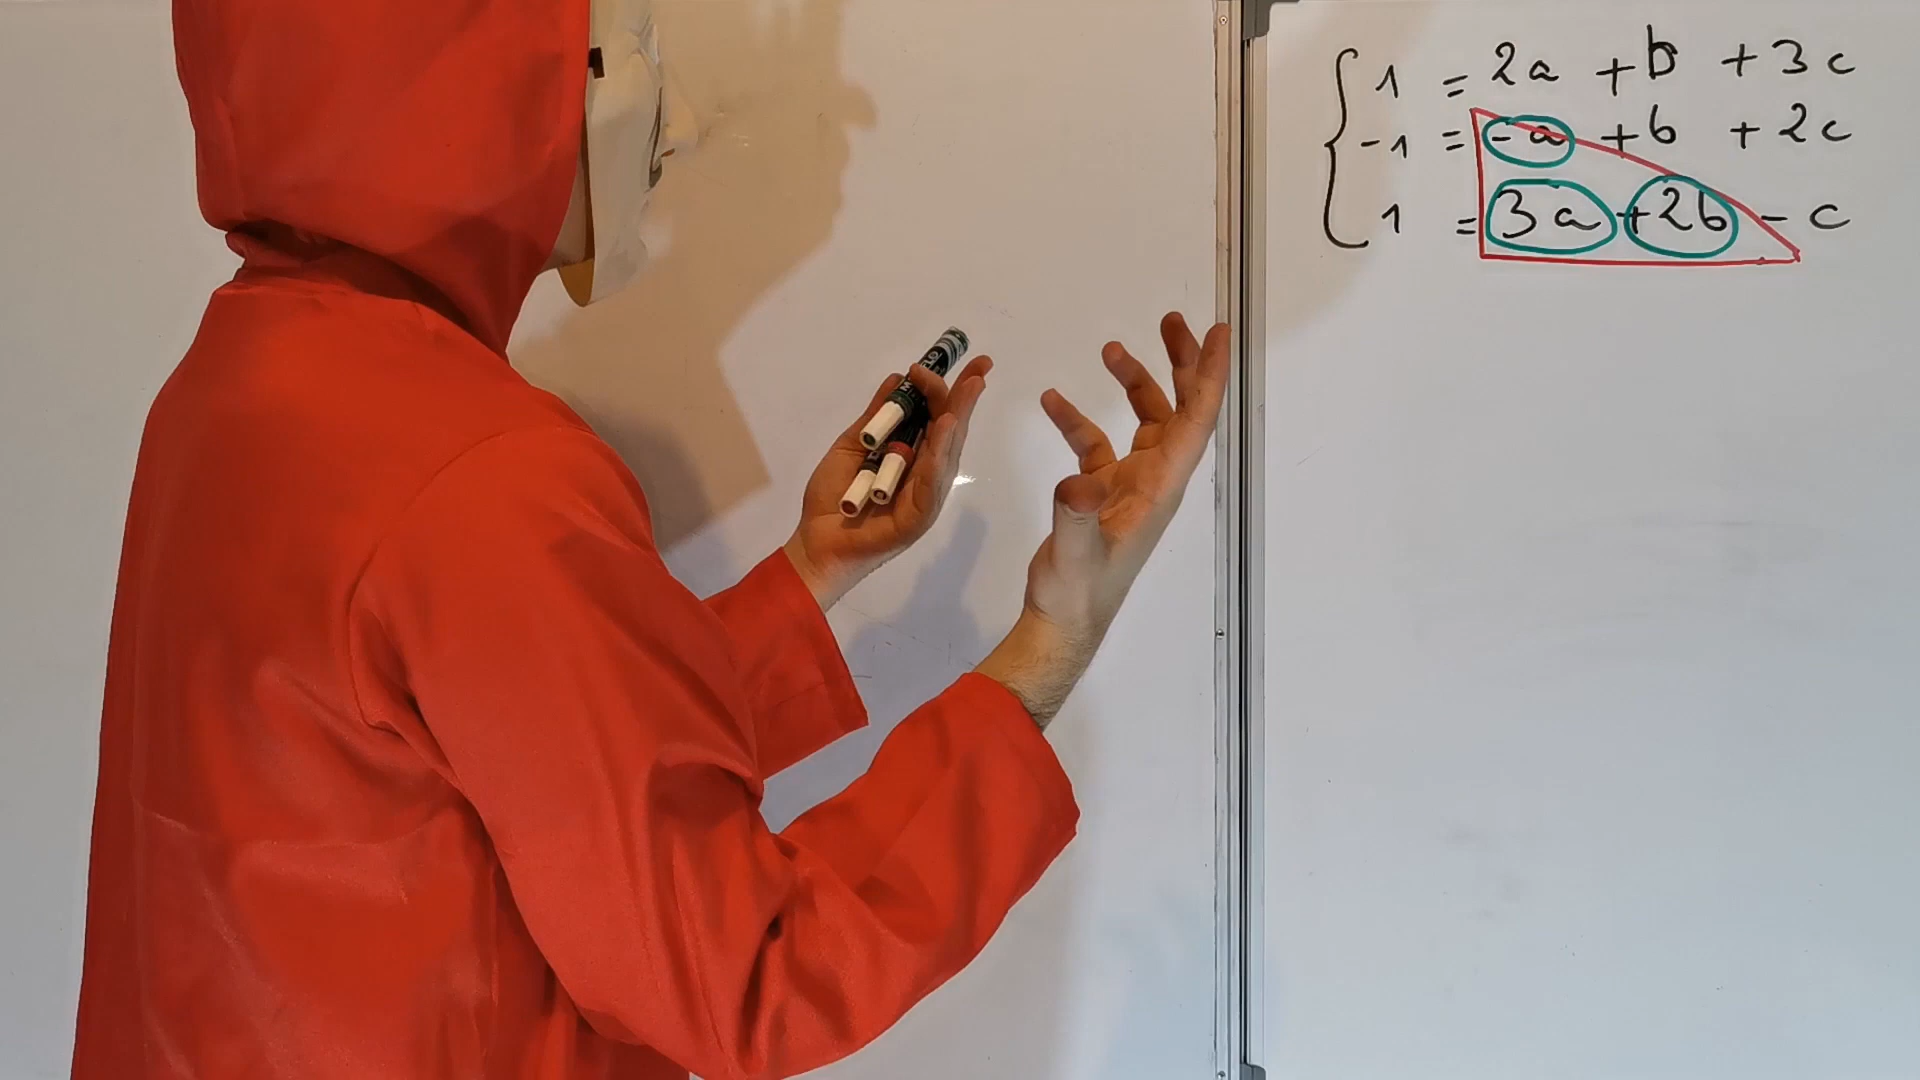 1 = 2a + b + 3c
-1 = -a + b + 2c
1 = 3a + 2b - c